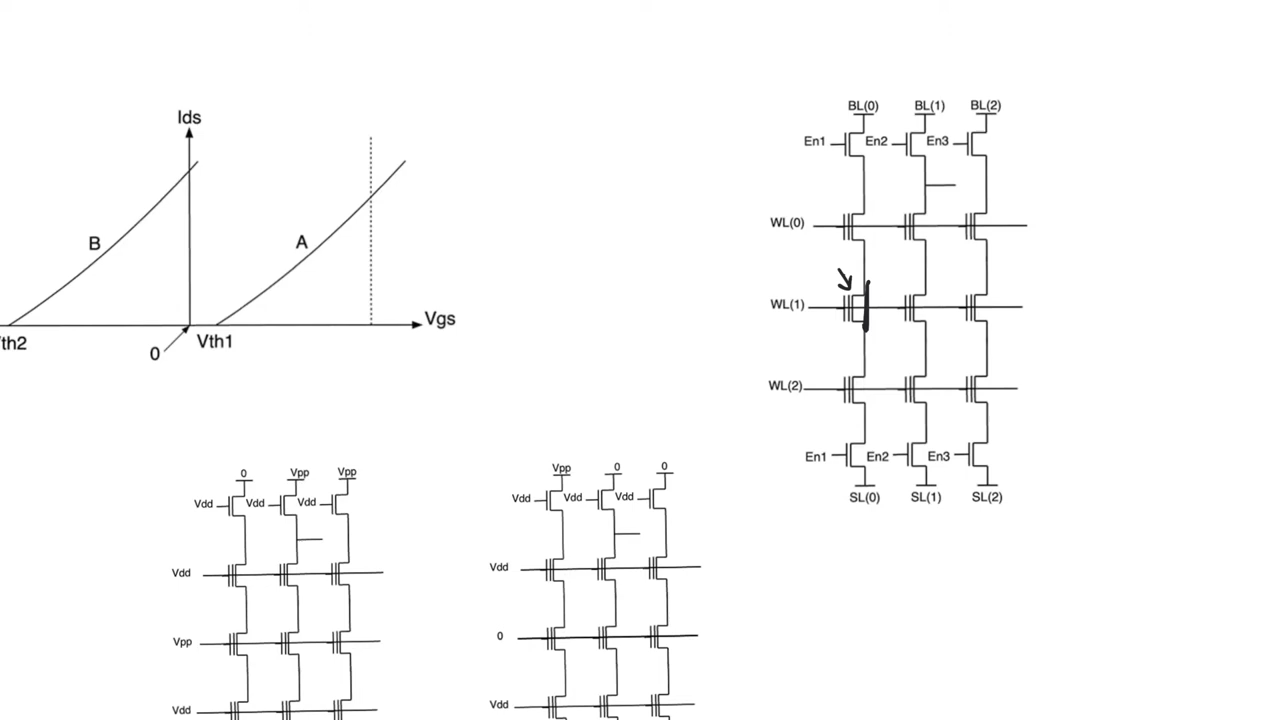 Ids
B
A
Vgs
Vth1
th2
0
BL(0) BL(1) BL(2)
En1 En2 En3
WL(0)
WL(1)
WL(2)
En1 En2 En3
SL(0) SL(1) SL(2)
0 Vpp Vpp
Vdd Vdd Vdd
Vdd
Vpp
Vdd
Vpp 0 0
Vdd Vdd Vdd
Vdd
0
Vdd